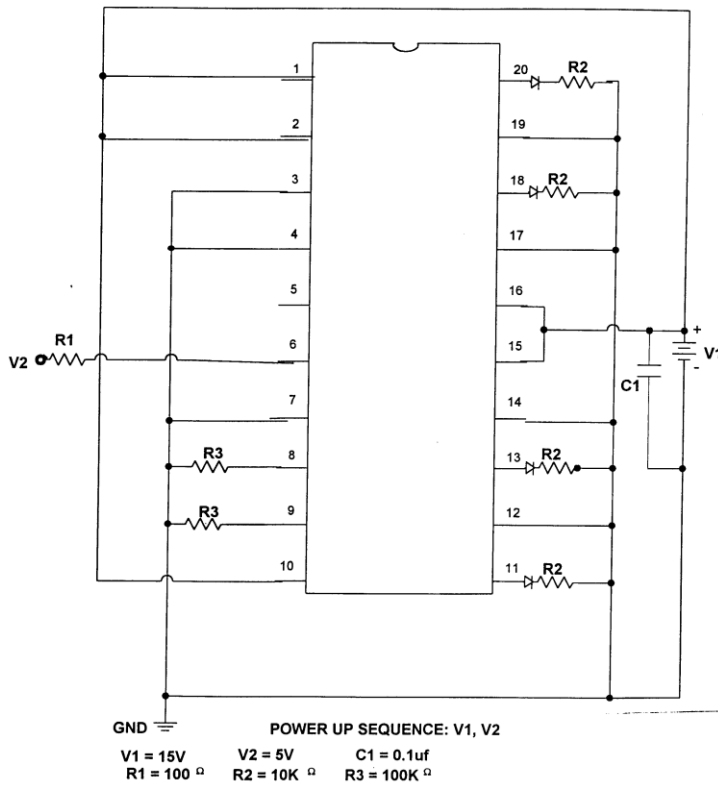 1
20
R2
2
19
3
18
R2
4
17
5
16
+
R1
V2
6
15
V1
-
C1
7
14
R3
8
13
R2
R3
9
12
10
11
R2
GND
POWER UP SEQUENCE: V1, V2
V1 = 15V
V2 = 5V
C1 = 0.1uf
R1 = 100 Ω
R2 = 10K Ω
R3 = 100K Ω